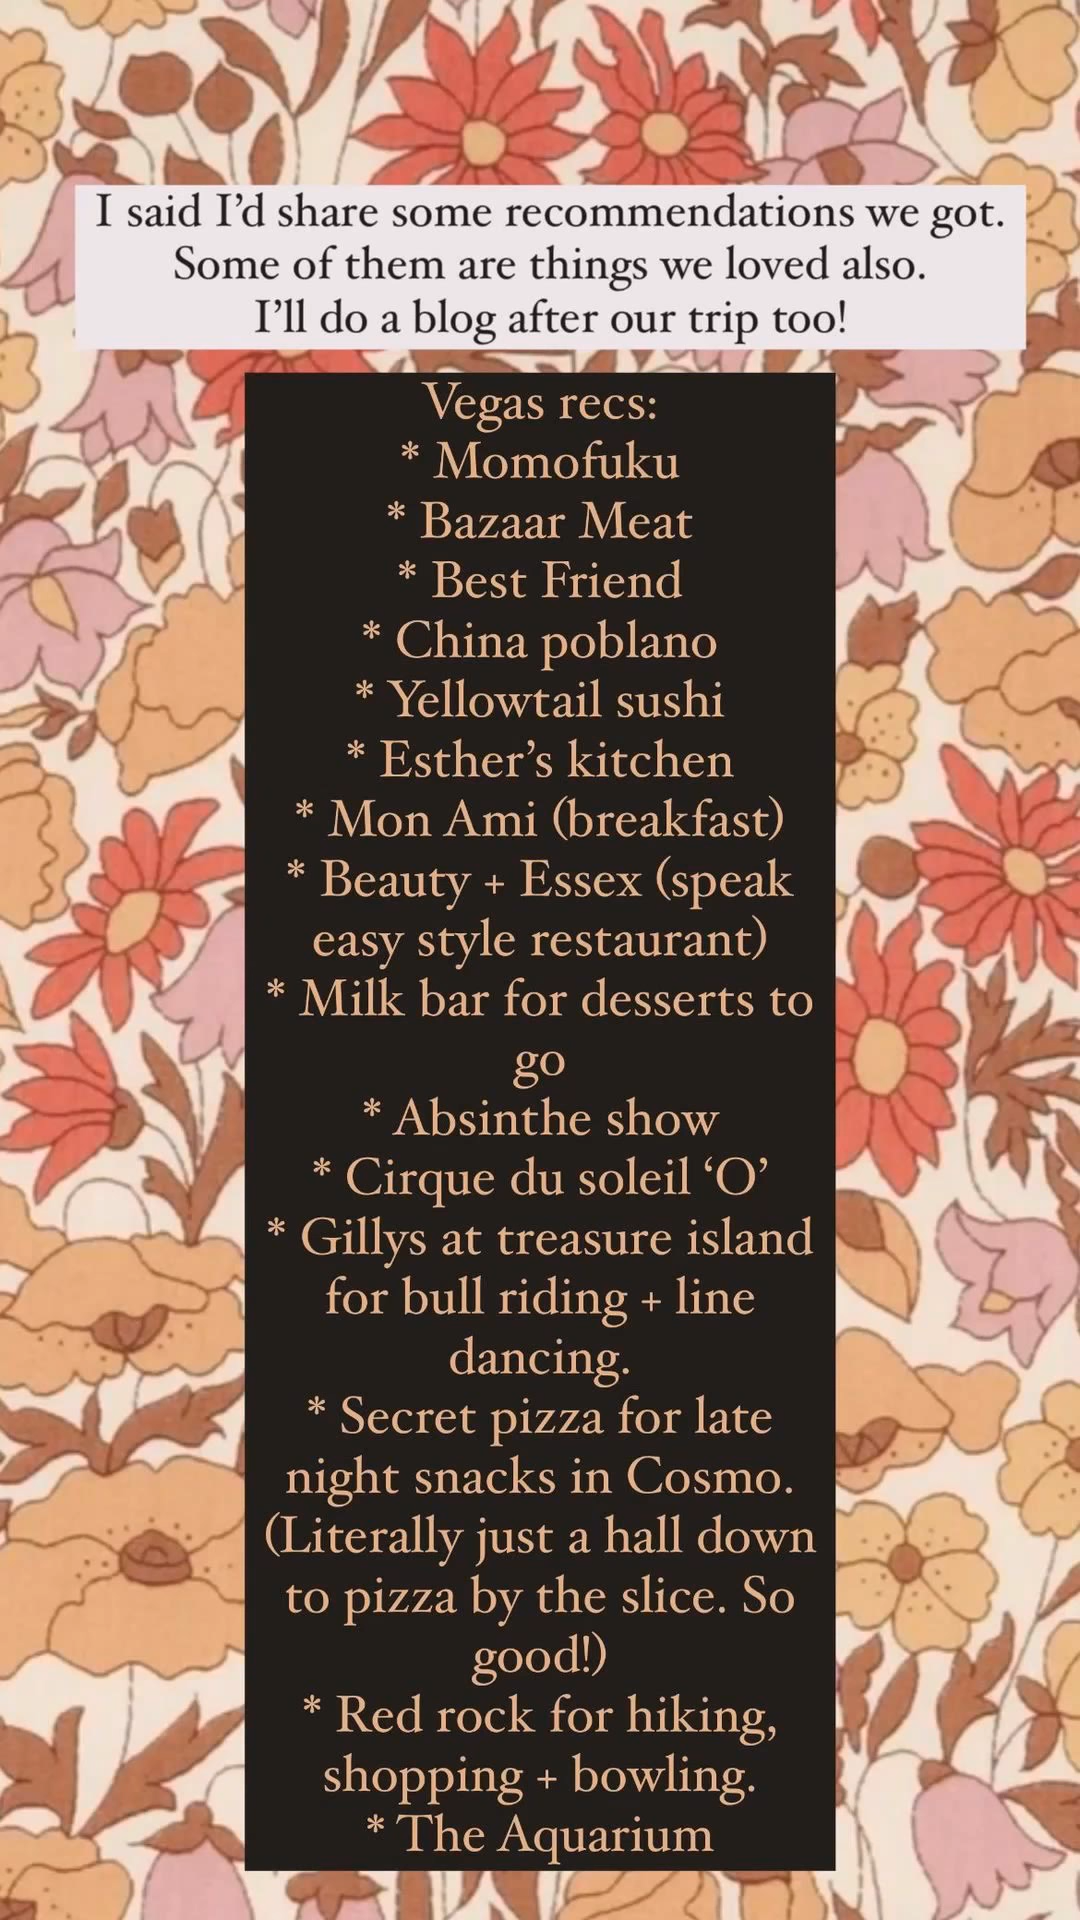 I said I’d share some recommendations we got.
Some of them are things we loved also.
I’ll do a blog after our trip too!
Vegas recs:
* Momofuku
* Bazaar Meat
* Best Friend
* China poblano
* Yellowtail sushi
* Esther’s kitchen
* Mon Ami (breakfast)
* Beauty + Essex (speak
easy style restaurant)
* Milk bar for desserts to
go
* Absinthe show
* Cirque du soleil ‘O’
* Gillys at treasure island
for bull riding + line
dancing.
* Secret pizza for late
night snacks in Cosmo.
(Literally just a hall down
to pizza by the slice. So
good!)
* Red rock for hiking,
shopping + bowling.
* The Aquarium